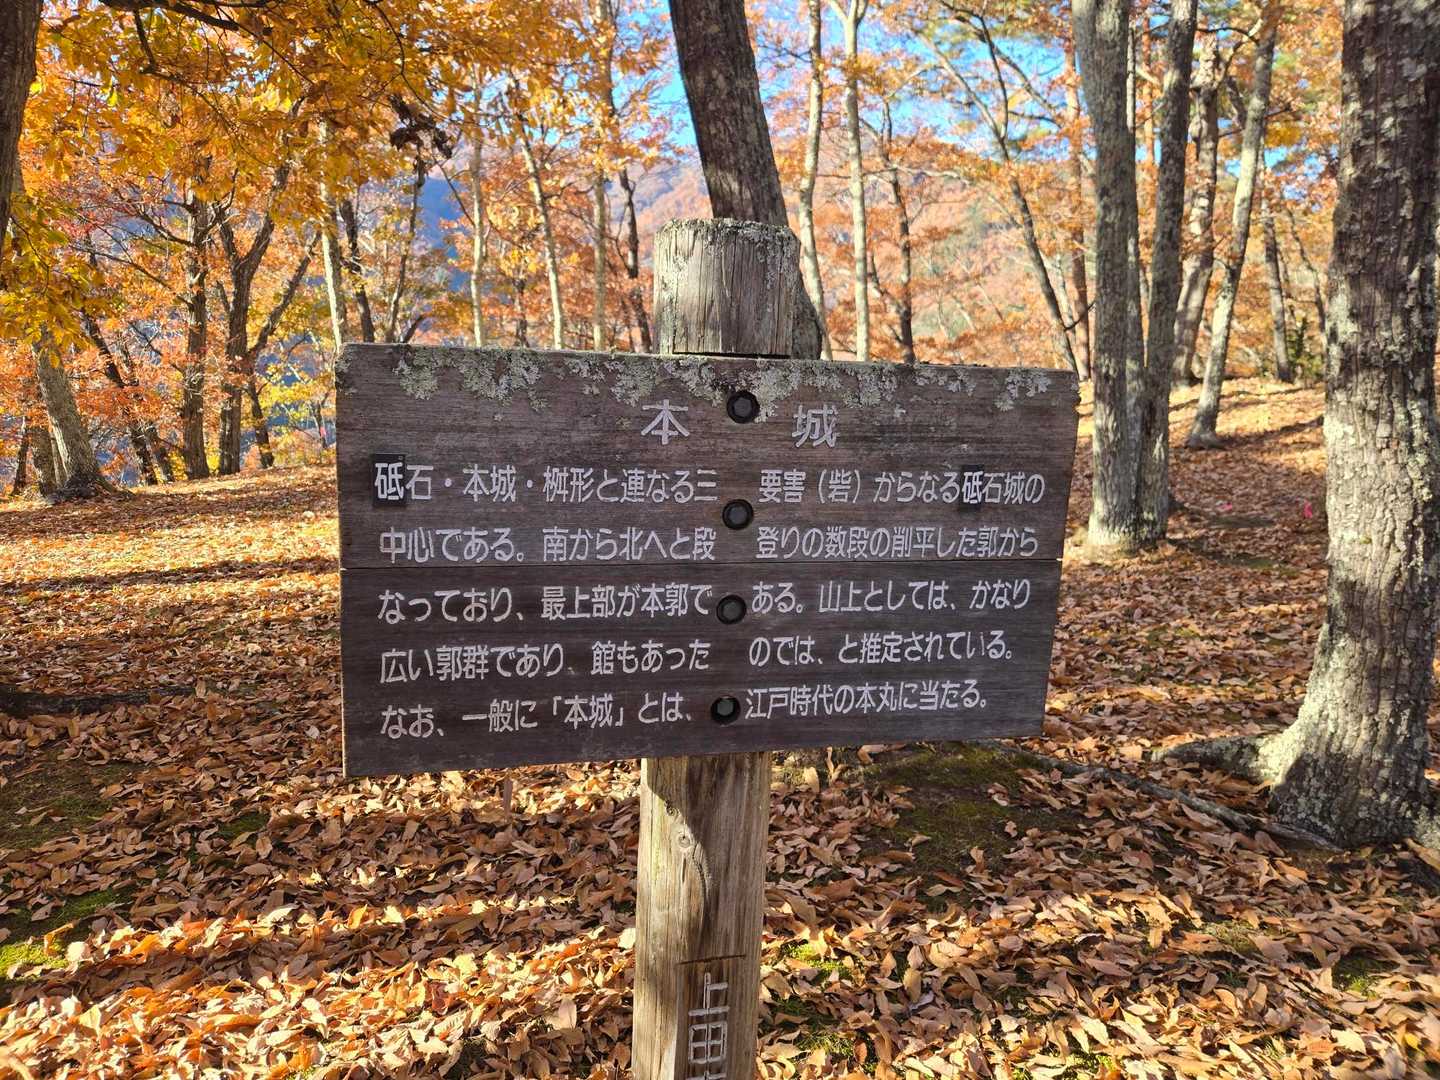 本城
砥石・本城・桝形と連なる三要害（砦）からなる砥石城の
中心である。南から北へと段登りの数段の削平した郭から
なっており、最上部が本郭である。山上としては、かなり
広い郭群であり、館もあったのでは、と推定されている。
なお、一般に「本城」とは、江戸時代の本丸に当たる。
上田